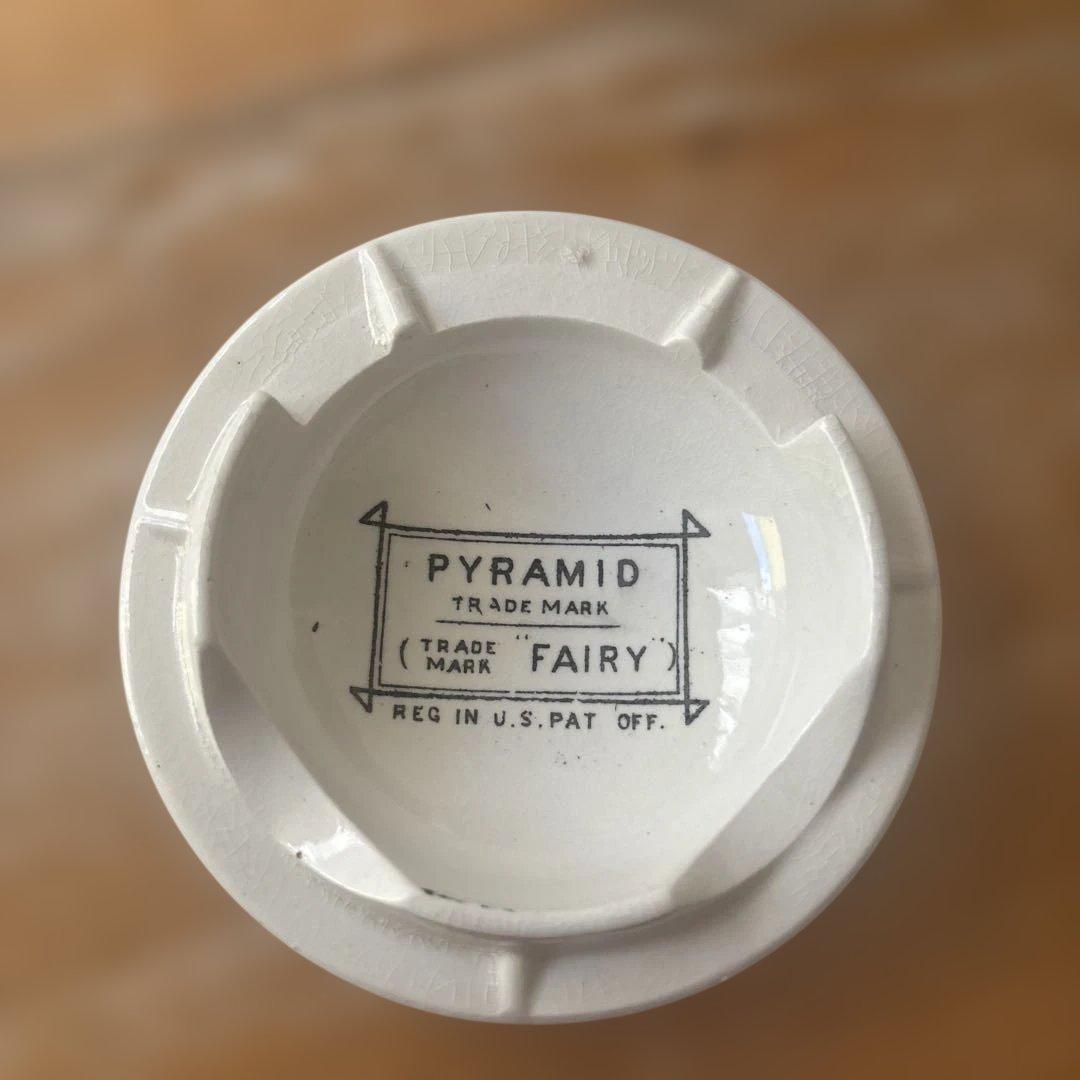 PYRAMID
TRADE MARK
(TRADE MARK "FAIRY")
REG IN U.S. PAT OFF.